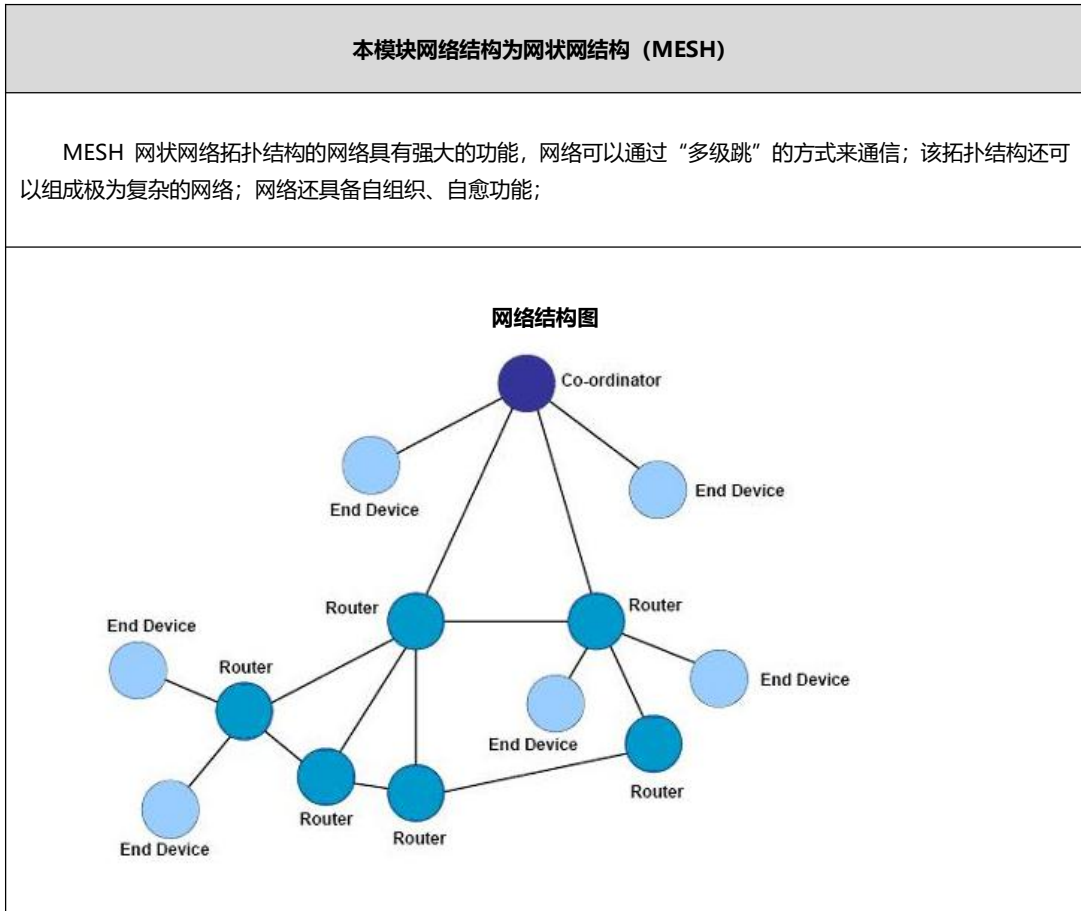 本模块网络结构为网状网结构（MESH）
MESH 网状网络拓扑结构的网络具有强大的功能，网络可以通过“多级跳”的方式来通信；该拓扑结构还可
以组成极为复杂的网络；网络还具备自组织、自愈功能；
网络结构图
Co-ordinator
End Device
End Device
Router
Router
End Device
Router
End Device
End Device
Router
Router
Router
End Device